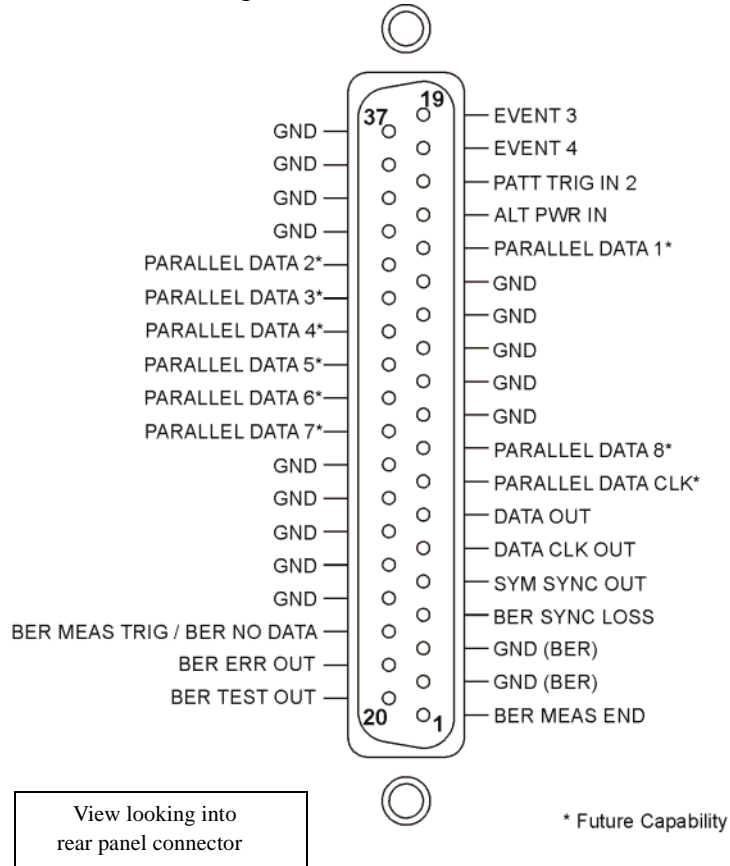 37
19
GND
GND
GND
GND
PARALLEL DATA 2*
PARALLEL DATA 3*
PARALLEL DATA 4*
PARALLEL DATA 5*
PARALLEL DATA 6*
PARALLEL DATA 7*
GND
GND
GND
GND
GND
BER MEAS TRIG / BER NO DATA
BER ERR OUT
BER TEST OUT
20
EVENT 3
EVENT 4
PATT TRIG IN 2
ALT PWR IN
PARALLEL DATA 1*
GND
GND
GND
GND
GND
PARALLEL DATA 8*
PARALLEL DATA CLK*
DATA OUT
DATA CLK OUT
SYM SYNC OUT
BER SYNC LOSS
GND (BER)
GND (BER)
BER MEAS END
1
View looking into
rear panel connector
* Future Capability